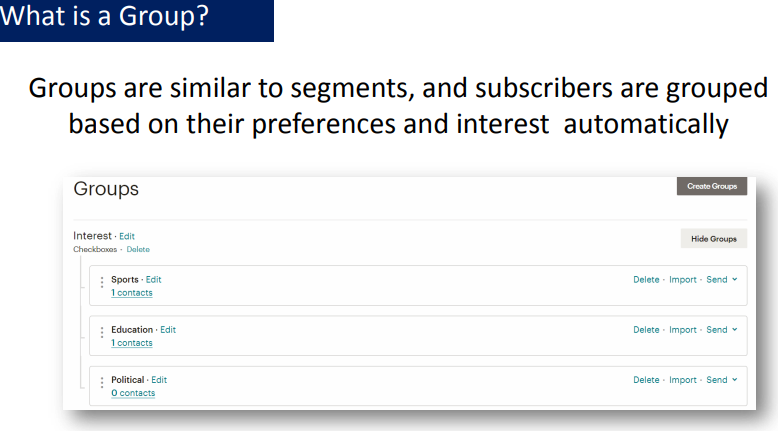 What is a Group?
Groups are similar to segments, and subscribers are grouped
based on their preferences and interest  automatically
Groups
Create Groups
Interest · Edit
Hide Groups
Checkboxes · Delete
Sports · Edit
Delete · Import · Send
1 contacts
Education · Edit
Delete · Import · Send
1 contacts
Political · Edit
Delete · Import · Send
0 contacts